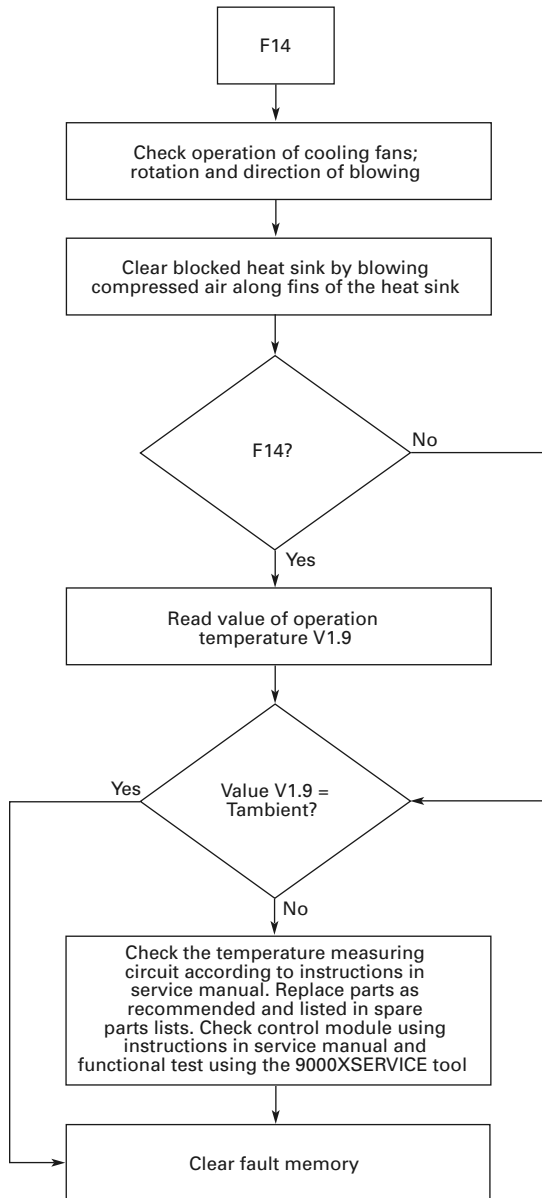 F14
Check operation of cooling fans;
rotation and direction of blowing
Clear blocked heat sink by blowing
compressed air along fins of the heat sink
F14?
No
Yes
Read value of operation
temperature V1.9
Yes
Value V1.9 =
Tambient?
No
Check the temperature measuring
circuit according to instructions in
service manual. Replace parts as
recommended and listed in spare
parts lists. Check control module using
instructions in service manual and
functional test using the 9000XSERVICE tool
Clear fault memory